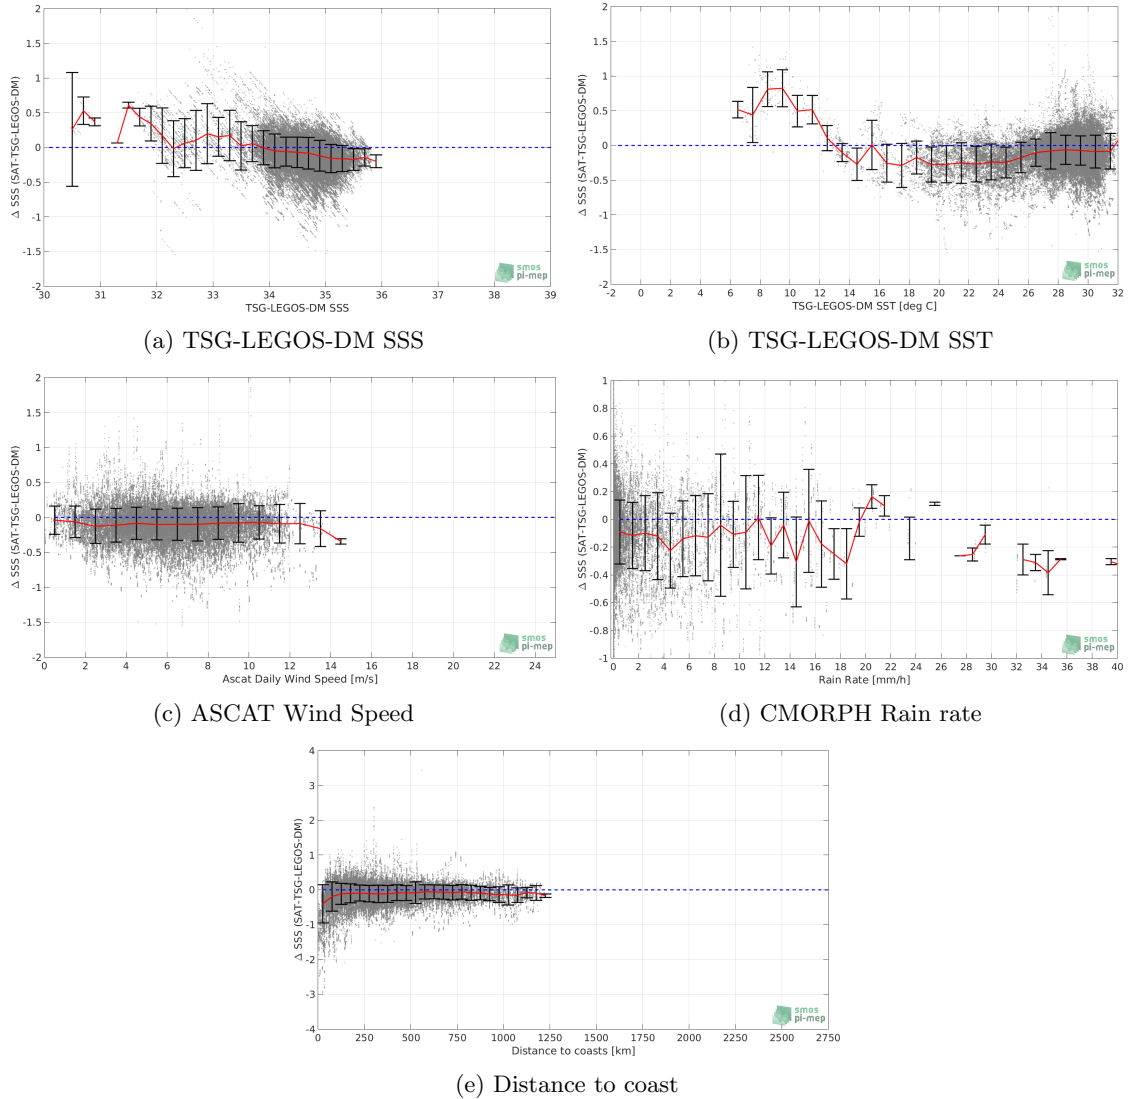 2
1.5
1
0.5
0
-0.5
-1
-1.5
-2
Δ SSS (SAT-TSG-LEGOS-DM)
30 31 32 33 34 35 36 37 38 39
TSG-LEGOS-DM SSS
smos
pi-mep
(a) TSG-LEGOS-DM SSS
2
1.5
1
0.5
0
-0.5
-1
-1.5
-2
Δ SSS (SAT-TSG-LEGOS-DM)
-2 0 2 4 6 8 10 12 14 16 18 20 22 24 26 28 30 32
TSG-LEGOS-DM SST [deg C]
smos
pi-mep
(b) TSG-LEGOS-DM SST
2
1.5
1
0.5
0
-0.5
-1
-1.5
-2
Δ SSS (SAT-TSG-LEGOS-DM)
0 2 4 6 8 10 12 14 16 18 20 22 24
Ascat Daily Wind Speed [m/s]
smos
pi-mep
(c) ASCAT Wind Speed
1
0.8
0.6
0.4
0.2
0
-0.2
-0.4
-0.6
-0.8
-1
Δ SSS (SAT-TSG-LEGOS-DM)
0 2 4 6 8 10 12 14 16 18 20 22 24 26 28 30 32 34 36 38 40
Rain Rate [mm/h]
smos
pi-mep
(d) CMORPH Rain rate
4
3
2
1
0
-1
-2
-3
-4
Δ SSS (SAT-TSG-LEGOS-DM)
0 250 500 750 1000 1250 1500 1750 2000 2250 2500 2750
Distance to coasts [km]
smos
pi-mep
(e) Distance to coast